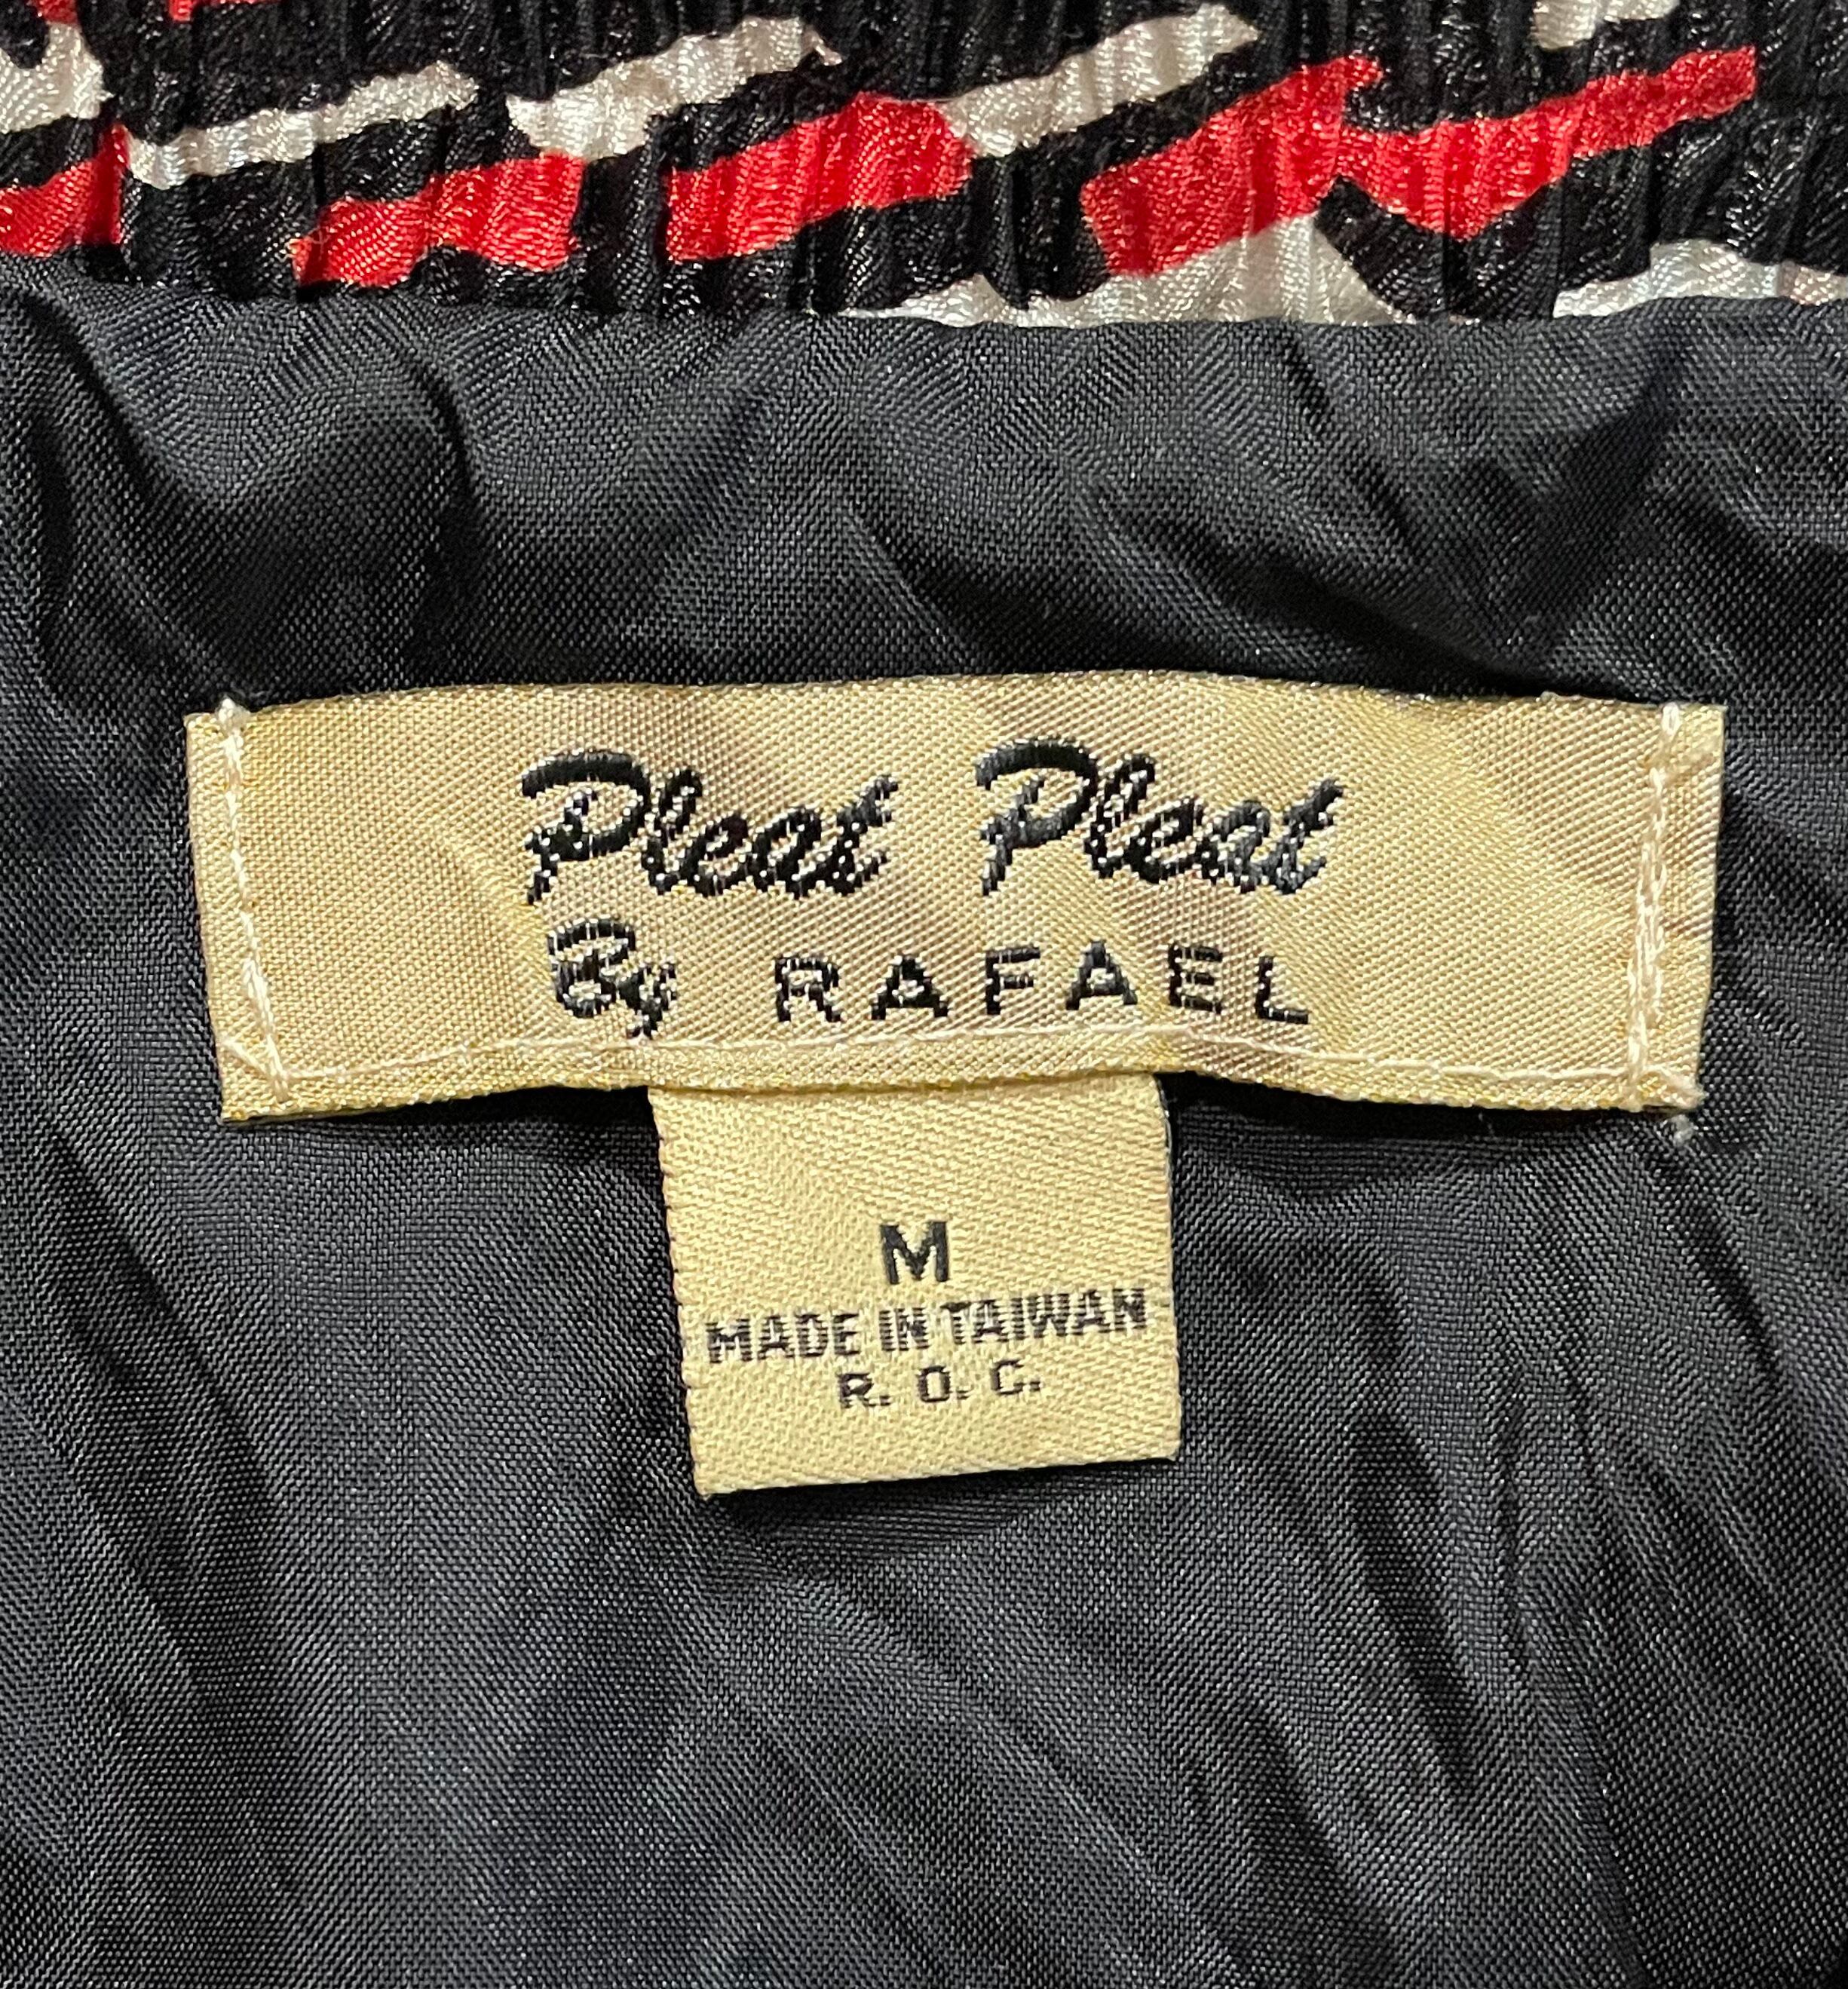 Pleat Pleat
By RAFAEL
M
MADE IN TAIWAN
R. O. C.